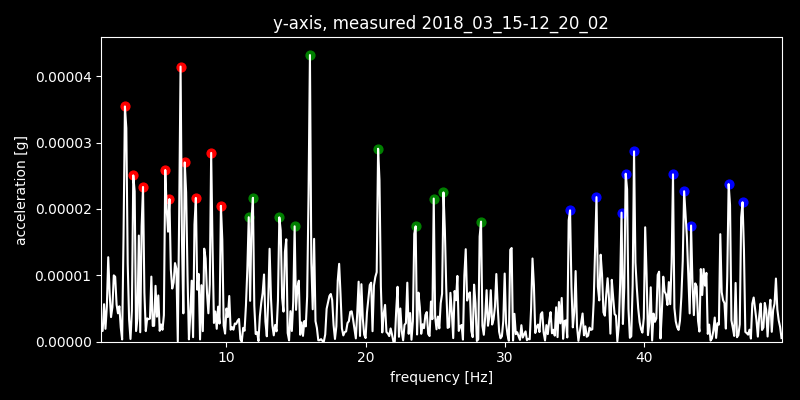 y-axis, measured 2018_03_15-12_20_02
0.00004
0.00003
0.00002
0.00001
0.00000
acceleration [g]
10 20 30 40
frequency [Hz]